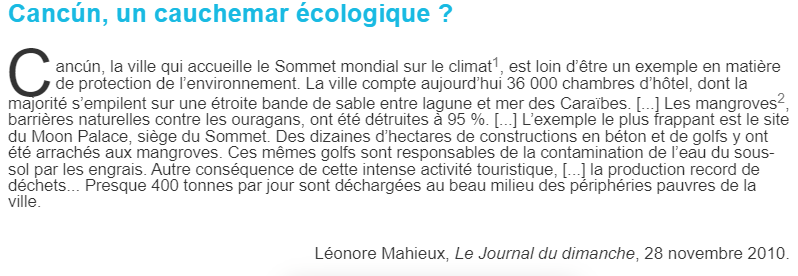 Cancún, un cauchemar écologique ?
Cancún, la ville qui accueille le Sommet mondial sur le climat¹, est loin d’être un exemple en matière
de protection de l’environnement. La ville compte aujourd’hui 36 000 chambres d’hôtel, dont la
majorité s’empilent sur une étroite bande de sable entre lagune et mer des Caraïbes. [...] Les mangroves²,
barrières naturelles contre les ouragans, ont été détruites à 95 %. [...] L’exemple le plus frappant est le site
du Moon Palace, siège du Sommet. Des dizaines d’hectares de constructions en béton et de golfs y ont
été arrachés aux mangroves. Ces mêmes golfs sont responsables de la contamination de l’eau du sous-
sol par les engrais. Autre conséquence de cette intense activité touristique, [...] la production record de
déchets... Presque 400 tonnes par jour sont déchargées au beau milieu des périphéries pauvres de la
ville.
Léonore Mahieux, Le Journal du dimanche, 28 novembre 2010.